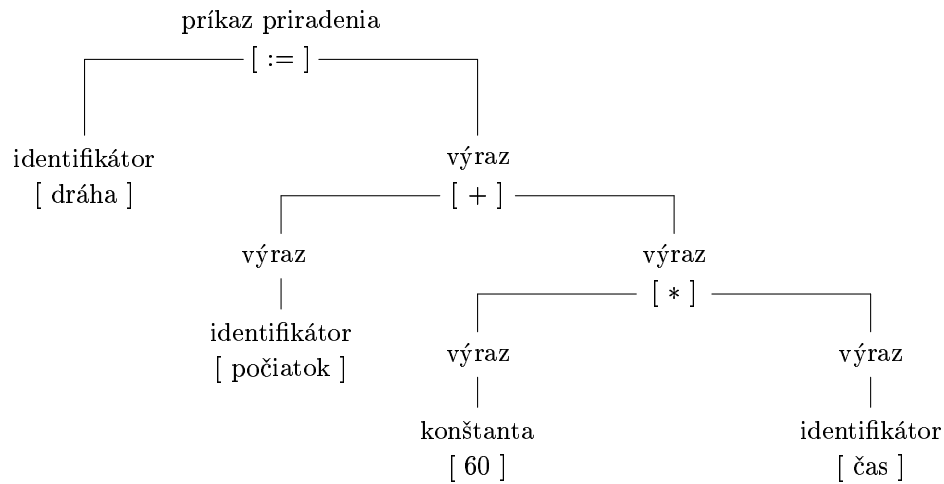 príkaz priradenia
[ := ]
identifikátor
[ dráha ]
výraz
[ + ]
výraz
identifikátor
[ počiatok ]
výraz
[ * ]
výraz
konštanta
[ 60 ]
výraz
identifikátor
[ čas ]